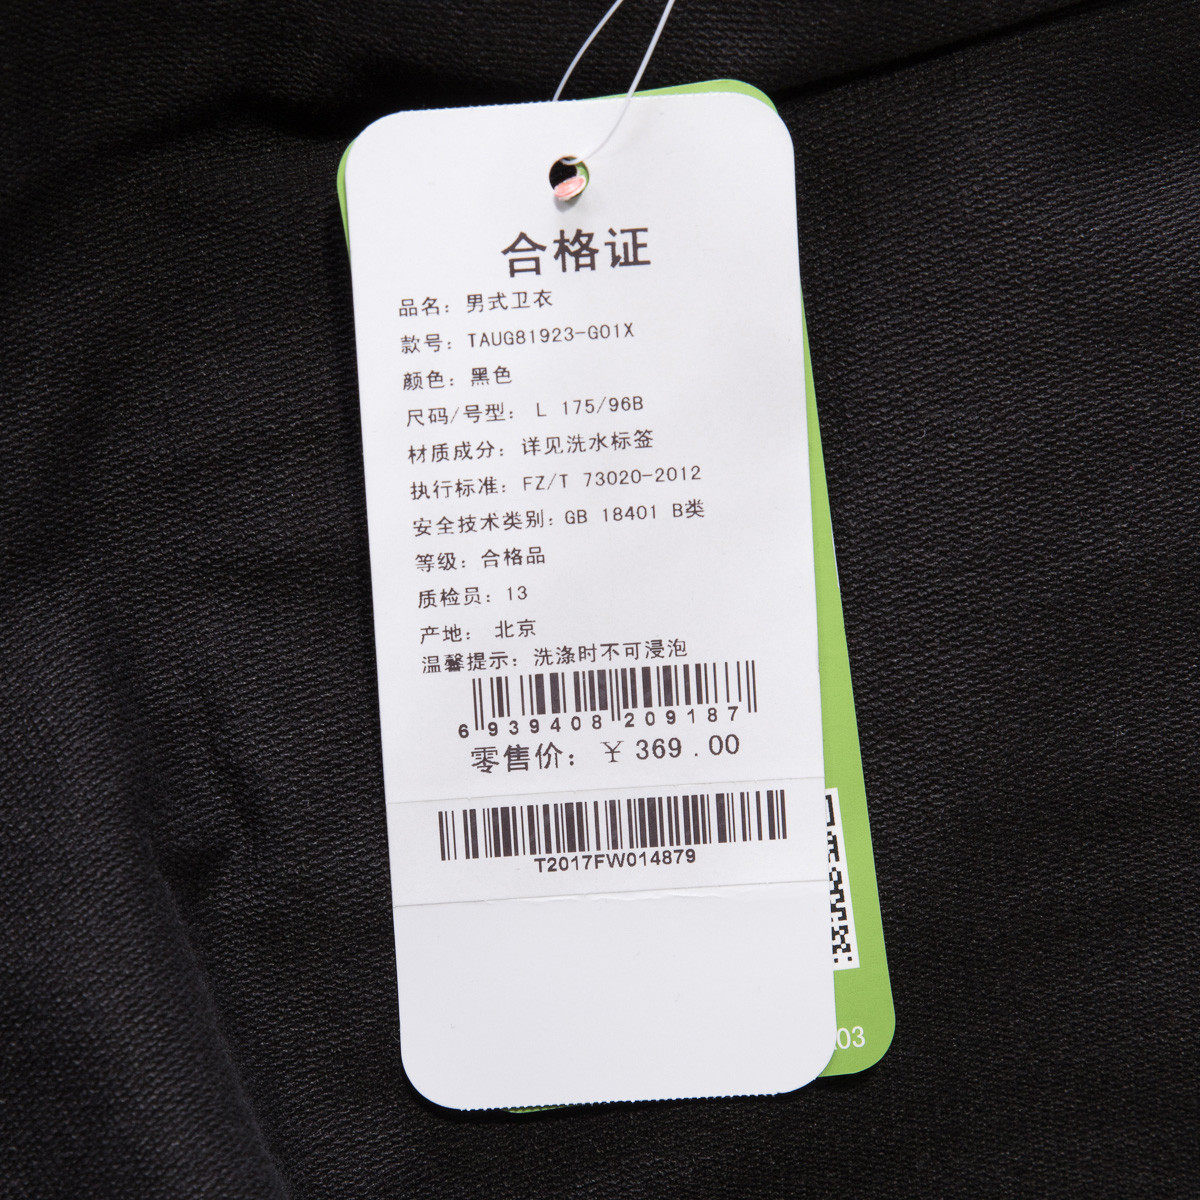 合格证
品名：男式卫衣
款号：TAUG81923-G01X
颜色：黑色
尺码/号型： L 175/96B
材质成分：详见洗水标签
执行标准：FZ/T 73020-2012
安全技术类别：GB 18401 B类
等级：合格品
质检员：13
产地： 北京
温馨提示：洗涤时不可浸泡
6 939408 209187
零售价：￥369.00
T2017FW014879
03